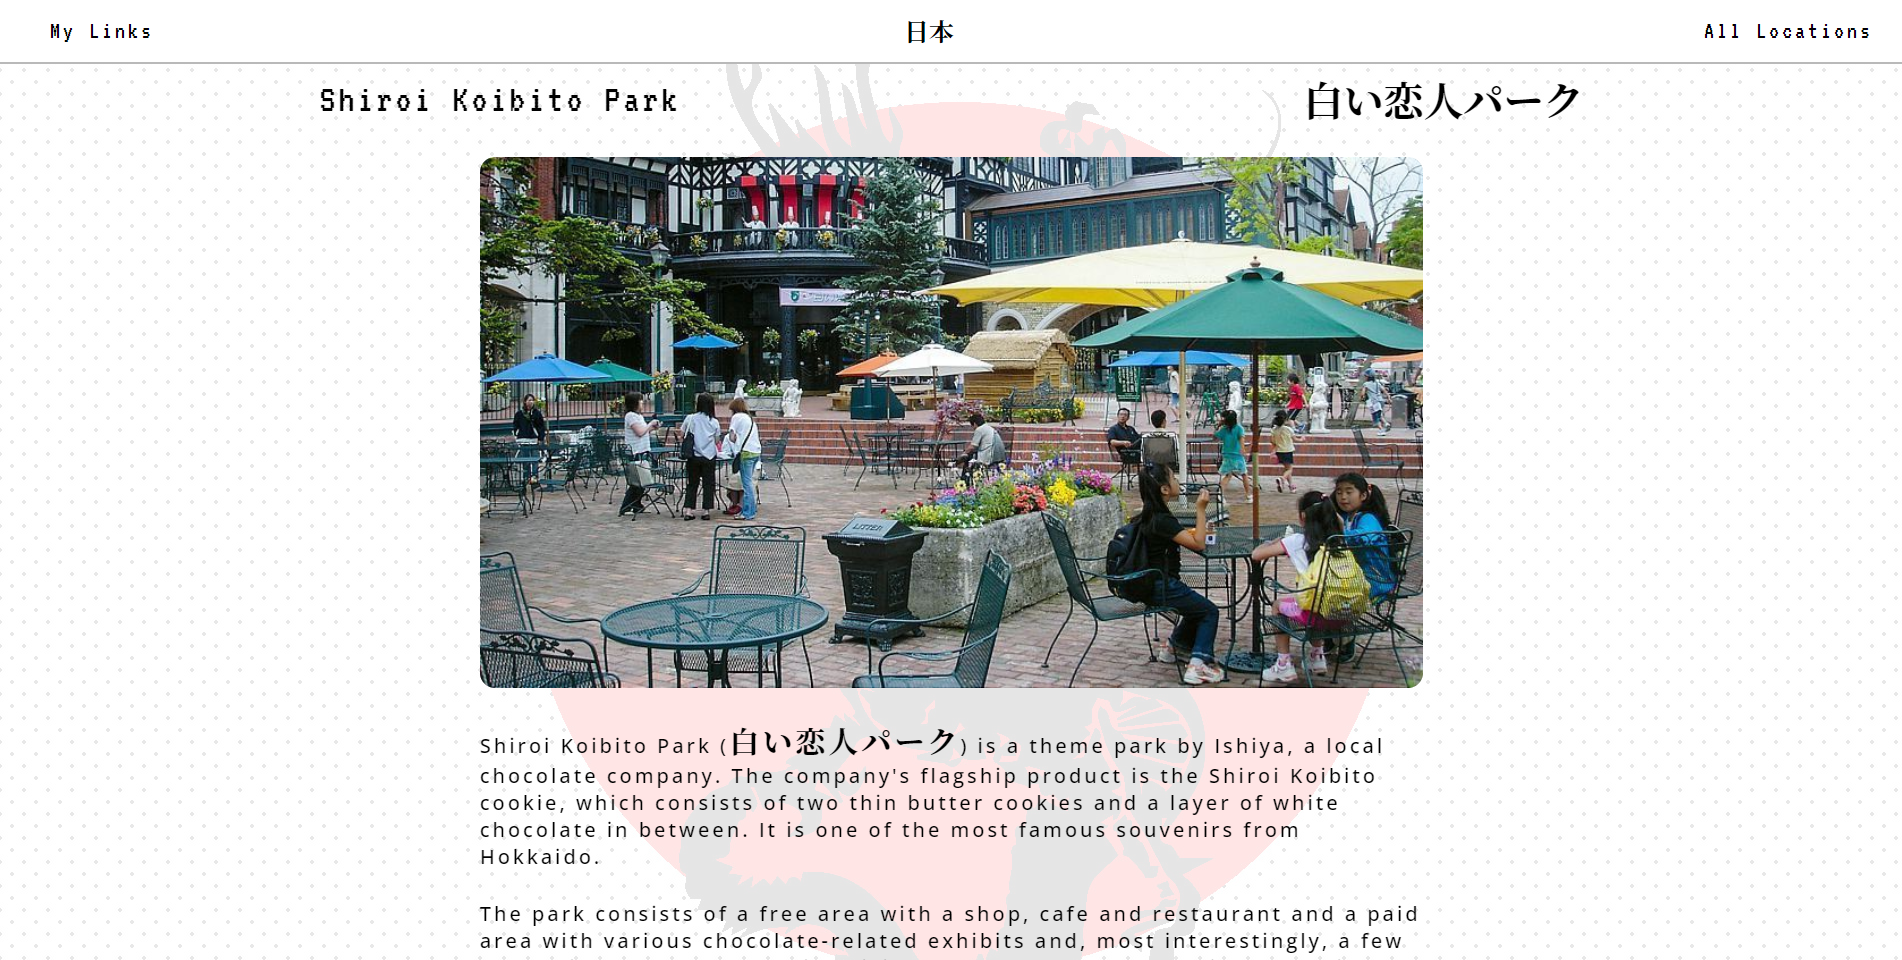 My Links
日本
All Locations
Shiroi Koibito Park
白い恋人パーク
LITTER
Shiroi Koibito Park (白い恋人パーク) is a theme park by Ishiya, a local
chocolate company. The company's flagship product is the Shiroi Koibito
cookie, which consists of two thin butter cookies and a layer of white
chocolate in between. It is one of the most famous souvenirs from
Hokkaido.
The park consists of a free area with a shop, cafe and restaurant and a paid
area with various chocolate-related exhibits and, most interestingly, a few